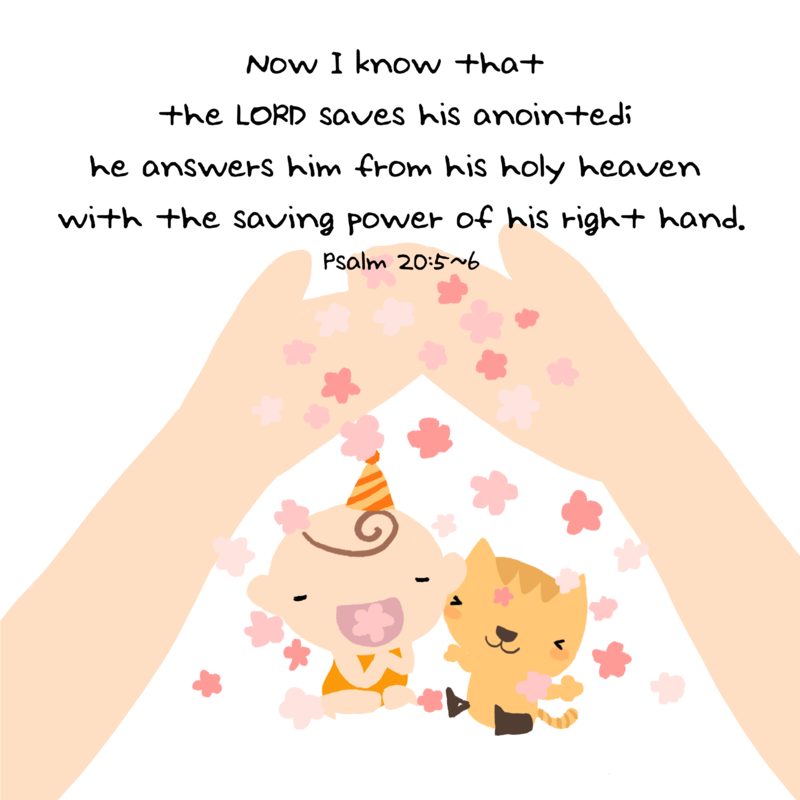 Now I know that
the LORD saves his anointed;
he answers him from his holy heaven
with the saving power of his right hand.
Psalm 20:5~6